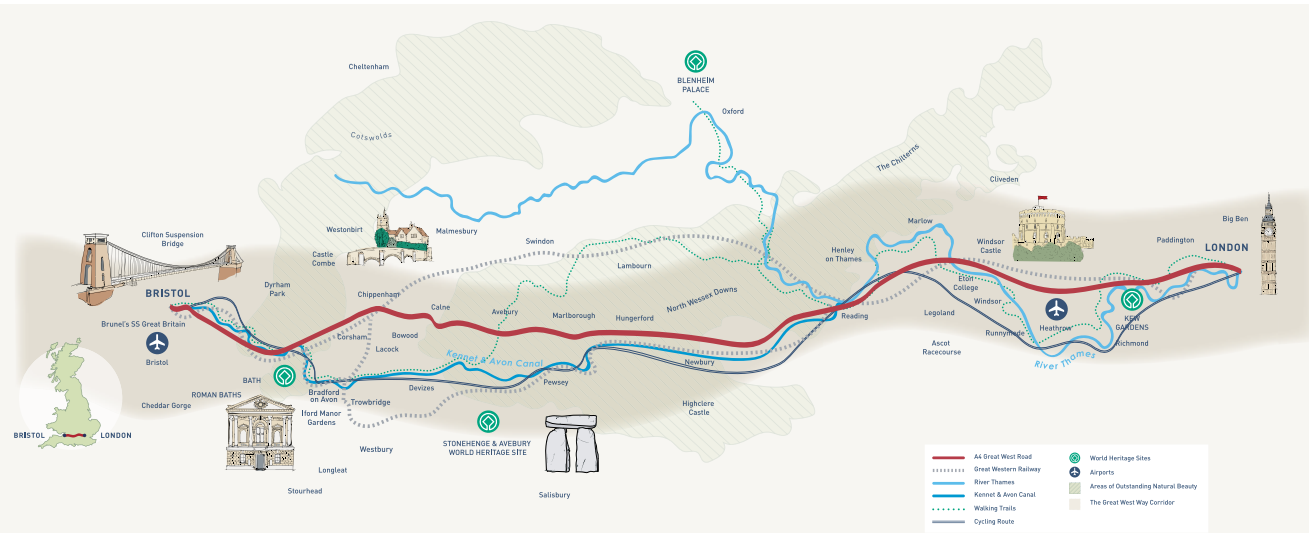 Cheltenham
Cotswolds
BLENHEIM
PALACE
Oxford
The Chilterns
Cliveden
Clifton Suspension
Bridge
Westonbirt
Malmesbury
Castle
Combe
Swindon
Lambourn
Henley
on Thames
Marlow
Windsor
Castle
Paddington
Big Ben
LONDON
BRISTOL
Dyrham
Park
Chippenham
Calne
Avebury
Marlborough
Hungerford
North Wessex Downs
Reading
Eton
College
Windsor
Legoland
Runnymede
Heathrow
KEW
GARDENS
Richmond
River Thames
Ascot
Racecourse
Brunel's SS Great Britain
Bristol
Corsham
Bowood
Lacock
Kennet & Avon Canal
Newbury
Pewsey
Devizes
BATH
ROMAN BATHS
Bradford
on Avon
Trowbridge
Iford Manor
Gardens
Cheddar Gorge
Highclere
Castle
Westbury
STONEHENGE & AVEBURY
WORLD HERITAGE SITE
Longleat
Stourhead
Salisbury
BRISTOL
LONDON
A4 Great West Road
Great Western Railway
River Thames
Kennet & Avon Canal
Walking Trails
Cycling Route
World Heritage Sites
Airports
Areas of Outstanding Natural Beauty
The Great West Way Corridor